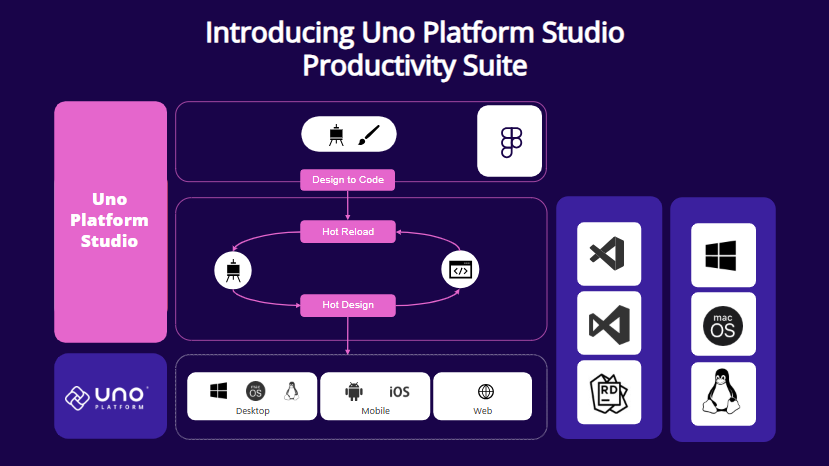 Introducing Uno Platform Studio
Productivity Suite
Uno
Platform
Studio
Design to Code
Hot Reload
</>
Hot Design
uno
PLATFORM
mac
OS
iOS
Desktop
Mobile
Web
mac
OS
RD